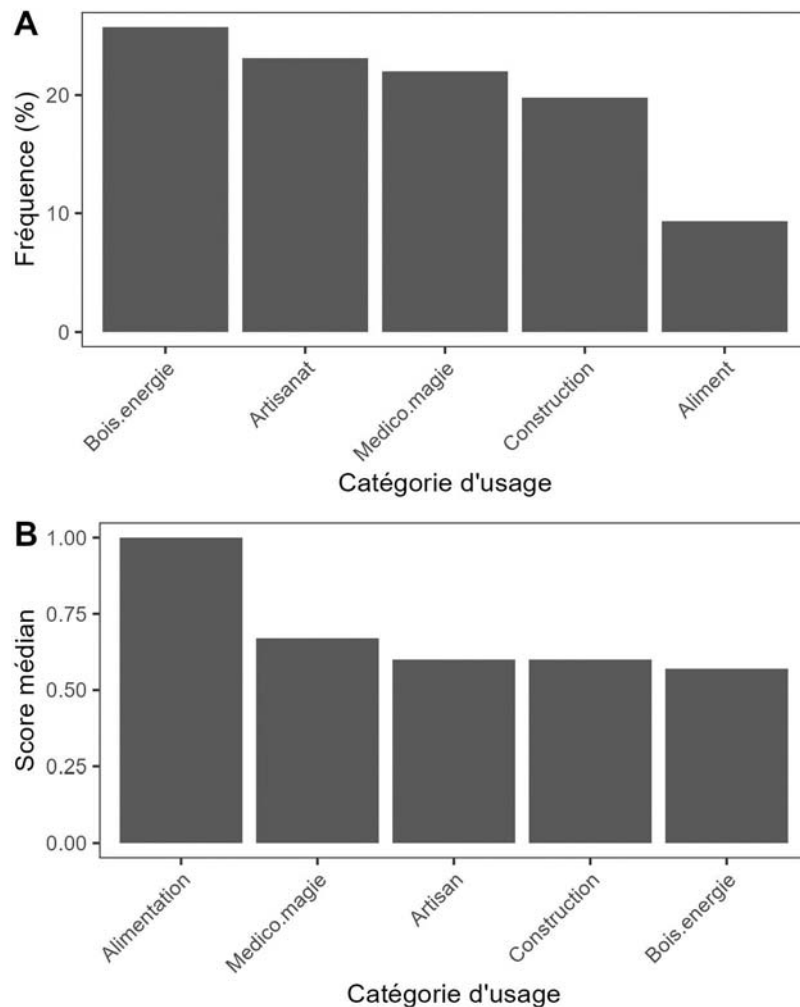 A
Fréquence (%)
20
10
0
Bois.energie
Artisanat
Medico.magie
Construction
Aliment
Catégorie d'usage
B
Score médian
1.00
0.75
0.50
0.25
0.00
Alimentation
Medico.magie
Artisan
Construction
Bois.energie
Catégorie d'usage